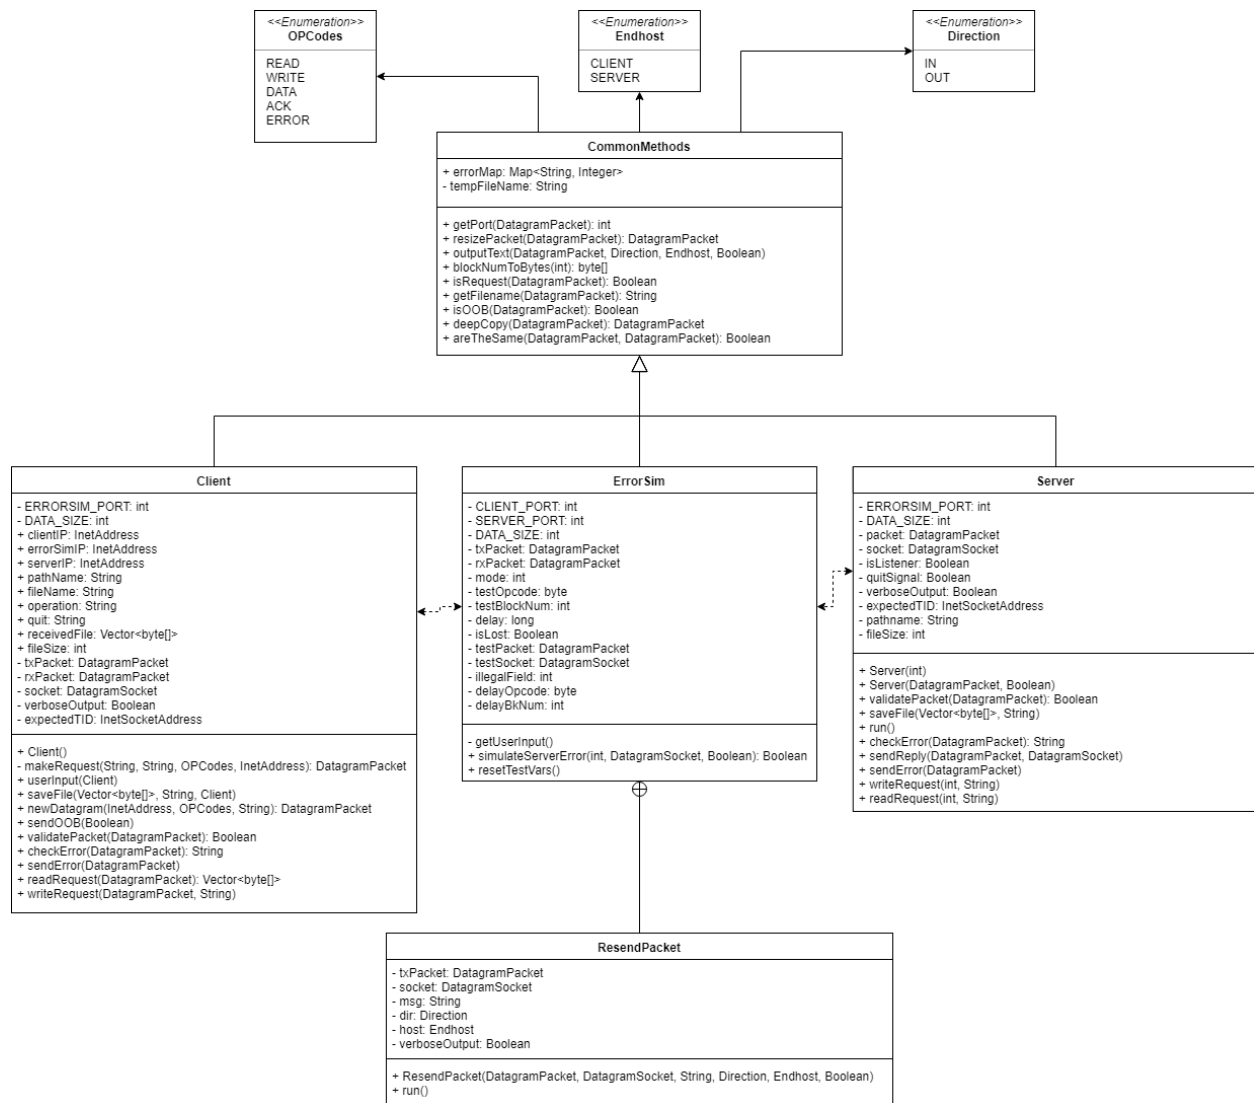 <<Enumeration>>
OPCodes
READ
WRITE
DATA
ACK
ERROR
<<Enumeration>>
Endhost
CLIENT
SERVER
<<Enumeration>>
Direction
IN
OUT
CommonMethods
+ errorMap: Map<String, Integer>
- tempFileName: String
+ getPort(DatagramPacket): int
+ resizePacket(DatagramPacket): DatagramPacket
+ outputText(DatagramPacket, Direction, Endhost, Boolean)
+ blockNumToBytes(int): byte[]
+ isRequest(DatagramPacket): Boolean
+ getFilename(DatagramPacket): String
+ isOOB(DatagramPacket): Boolean
+ deepCopy(DatagramPacket): DatagramPacket
+ areTheSame(DatagramPacket, DatagramPacket): Boolean
Client
- ERRORSIM_PORT: int
- DATA_SIZE: int
+ clientIP: InetAddress
+ errorSimIP: InetAddress
+ serverIP: InetAddress
+ pathName: String
+ fileName: String
+ operation: String
+ quit: String
+ receivedFile: Vector<byte[]>
+ fileSize: int
- txPacket: DatagramPacket
- rxPacket: DatagramPacket
- socket: DatagramSocket
- verboseOutput: Boolean
- expectedTID: InetSocketAddress
+ Client()
- makeRequest(String, String, OPCodes, InetAddress): DatagramPacket
+ userInput(Client)
+ saveFile(Vector<byte[]>, String, Client)
+ newDatagram(InetAddress, OPCodes, String): DatagramPacket
+ sendOOB(Boolean)
+ validatePacket(DatagramPacket): Boolean
+ checkError(DatagramPacket): String
+ sendError(DatagramPacket)
+ readRequest(DatagramPacket): Vector<byte[]>
+ writeRequest(DatagramPacket, String)
ErrorSim
- CLIENT_PORT: int
- SERVER_PORT: int
- DATA_SIZE: int
- txPacket: DatagramPacket
- rxPacket: DatagramPacket
- mode: int
- testOpcode: byte
- testBlockNum: int
- delay: long
- isLost: Boolean
- testPacket: DatagramPacket
- testSocket: DatagramSocket
- illegalField: int
- delayOpcode: byte
- delayBkNum: int
- getUserInput()
+ simulateServerError(int, DatagramSocket, Boolean): Boolean
+ resetTestVars()
Server
- ERRORSIM_PORT: int
- DATA_SIZE: int
- packet: DatagramPacket
- socket: DatagramSocket
- isListener: Boolean
- quitSignal: Boolean
- verboseOutput: Boolean
- expectedTID: InetSocketAddress
- pathname: String
- fileSize: int
+ Server(int)
+ Server(DatagramPacket, Boolean)
+ validatePacket(DatagramPacket): Boolean
+ saveFile(Vector<byte[]>, String)
+ run()
+ checkError(DatagramPacket): String
+ sendReply(DatagramPacket, DatagramSocket)
+ sendError(DatagramPacket)
+ writeRequest(int, String)
+ readRequest(int, String)
ResendPacket
- txPacket: DatagramPacket
- socket: DatagramSocket
- msg: String
- dir: Direction
- host: Endhost
- verboseOutput: Boolean
+ ResendPacket(DatagramPacket, DatagramSocket, String, Direction, Endhost, Boolean)
+ run()